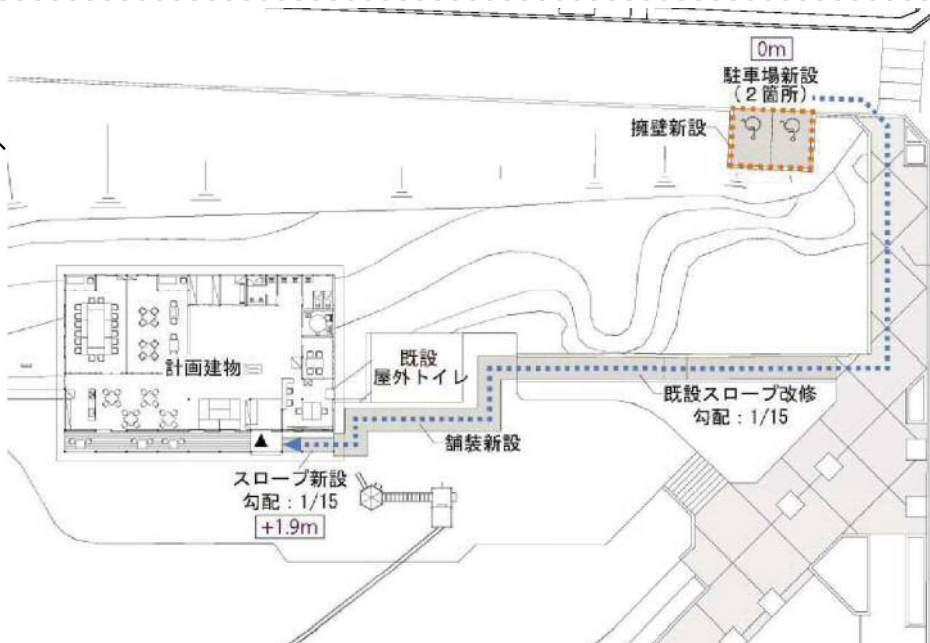 0m
駐車場新設
（２箇所）
擁壁新設
計画建物
既設
屋外トイレ
既設スロープ改修
勾配：1/15
舗装新設
スロープ新設
勾配：1/15
+1.9m